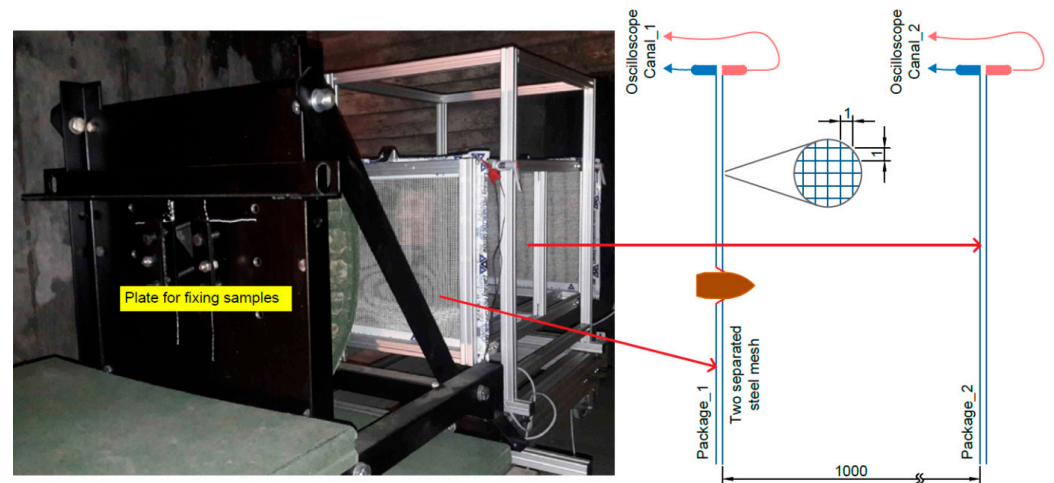 Plate for fixing samples
Oscilloscope
Canal_1
Oscilloscope
Canal_2
1
1
Package_1
Two separated
steel mesh
Package_2
1000